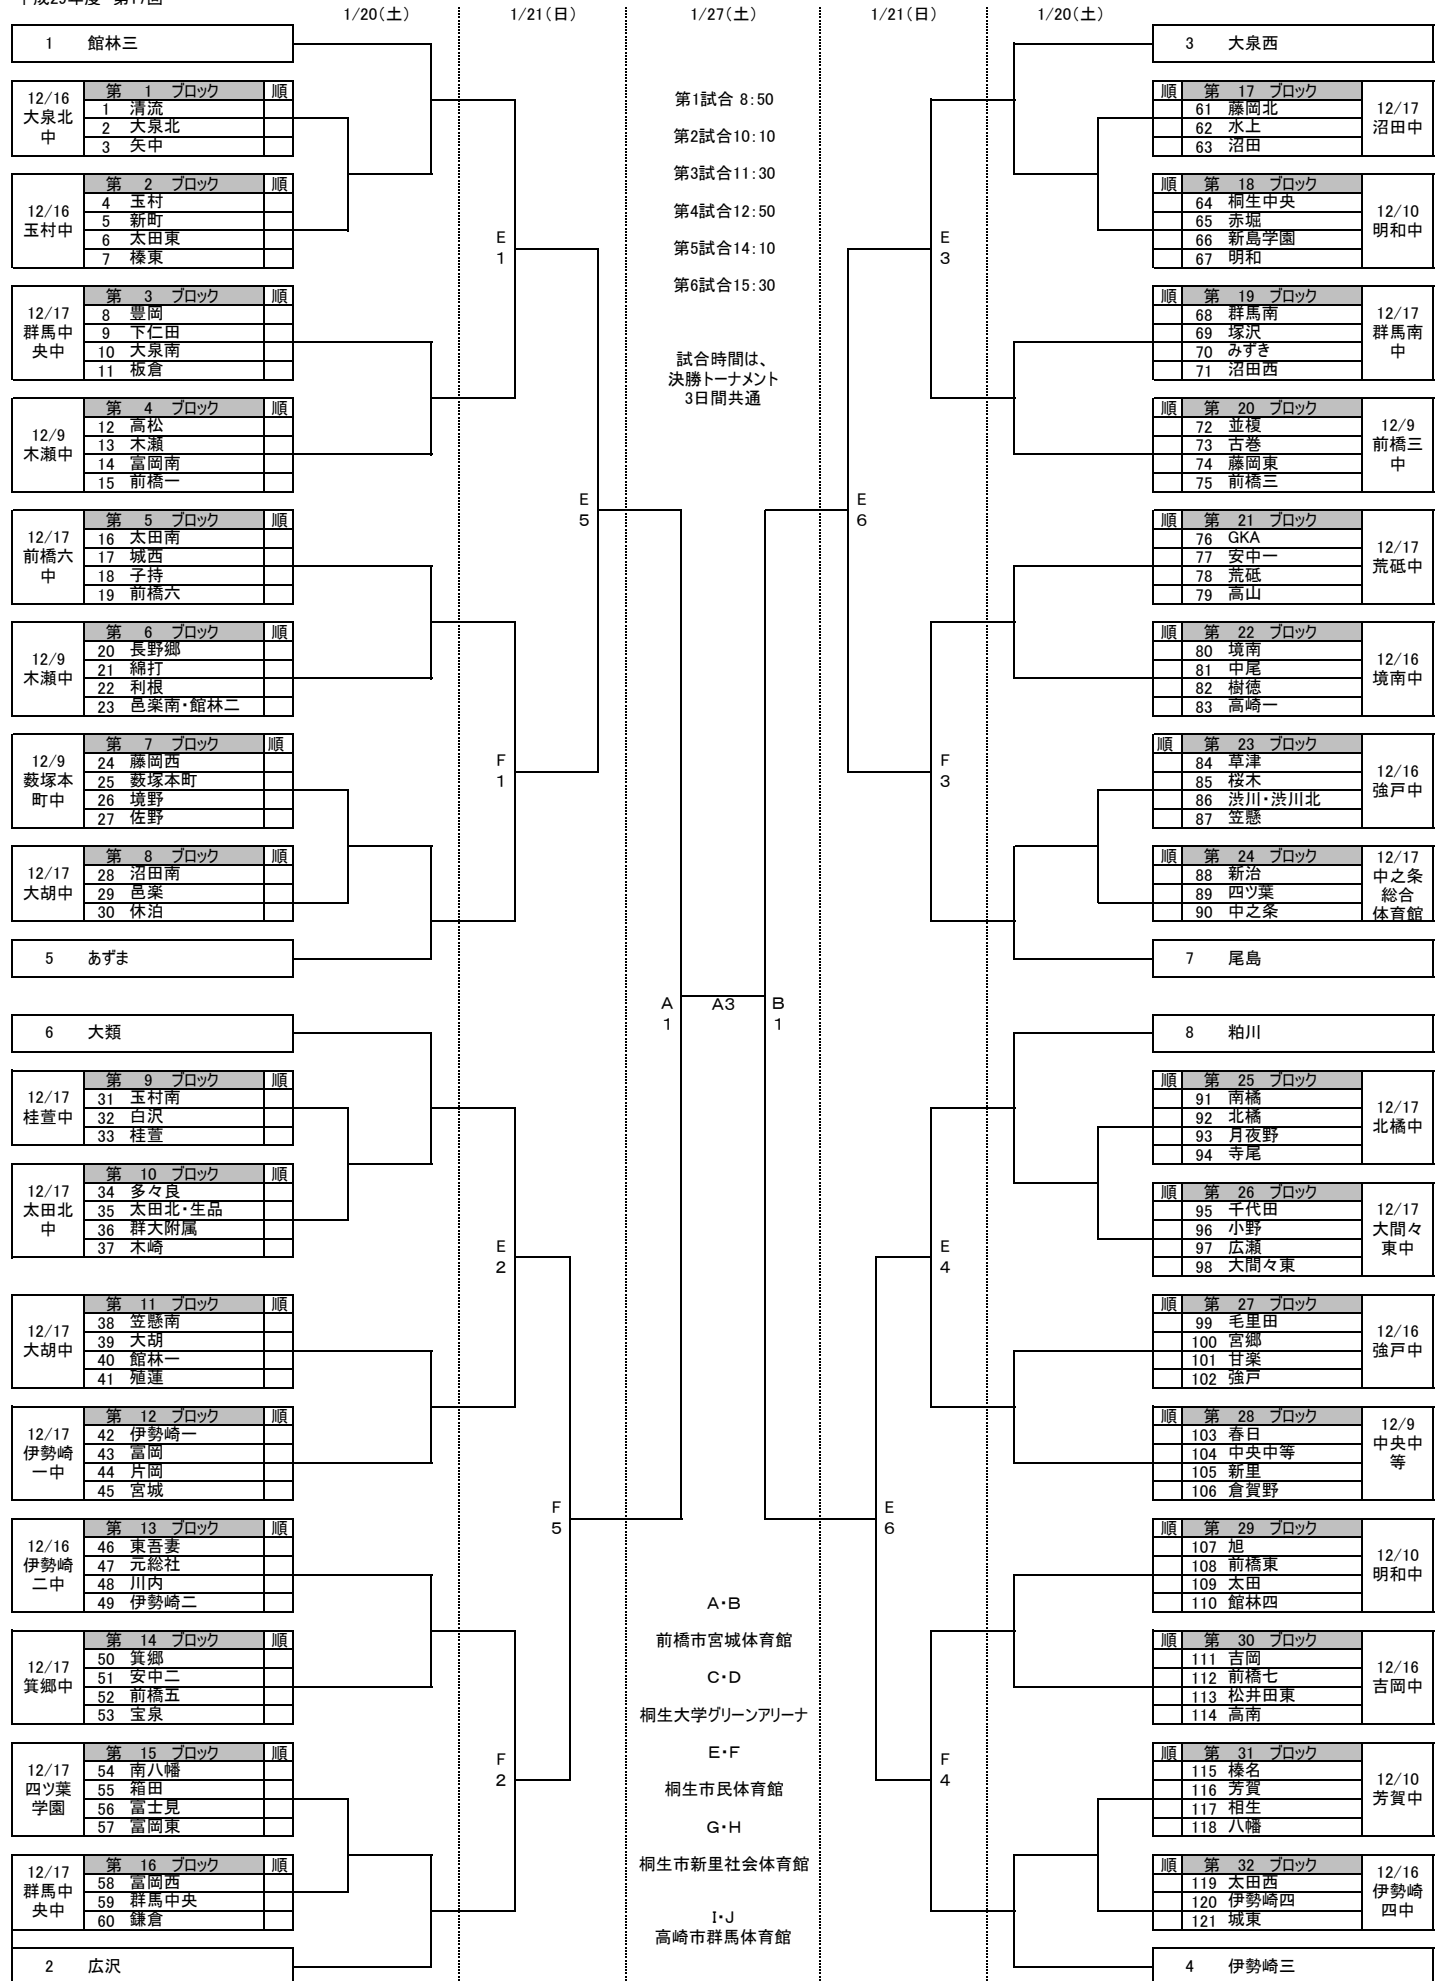 平成29年度 第17回
1/20(土)
1/21(日)
1/27(土)
1/21(日)
1/20(土)
1 館林三
12/16
大泉北
中
第 1 ブロック 順
1 清流
2 大泉北
3 矢中
12/16
玉村中
第 2 ブロック 順
4 玉村
5 新町
6 太田東
7 榛東
12/17
群馬中
央中
第 3 ブロック 順
8 豊岡
9 下仁田
10 大泉南
11 板倉
12/9
木瀬中
第 4 ブロック 順
12 高松
13 木瀬
14 富岡南
15 前橋一
12/17
前橋六
中
第 5 ブロック 順
16 太田南
17 城西
18 子持
19 前橋六
12/9
木瀬中
第 6 ブロック 順
20 長野郷
21 綿打
22 利根
23 邑楽南・館林二
12/9
薮塚本
町中
第 7 ブロック 順
24 藤岡西
25 薮塚本町
26 境野
27 佐野
12/17
大胡中
第 8 ブロック 順
28 沼田南
29 邑楽
30 休泊
5 あずま
6 大類
12/17
桂萱中
第 9 ブロック 順
31 玉村南
32 白沢
33 桂萱
12/17
太田北
中
第 10 ブロック 順
34 多々良
35 太田北・生品
36 群大附属
37 木崎
12/17
大胡中
第 11 ブロック 順
38 笠懸南
39 大胡
40 館林一
41 殖蓮
12/17
伊勢崎
一中
第 12 ブロック 順
42 伊勢崎一
43 富岡
44 片岡
45 宮城
12/16
伊勢崎
二中
第 13 ブロック 順
46 東吾妻
47 元総社
48 川内
49 伊勢崎二
12/17
箕郷中
第 14 ブロック 順
50 箕郷
51 安中二
52 前橋五
53 宝泉
12/17
四ツ葉
学園
第 15 ブロック 順
54 南八幡
55 箱田
56 富士見
57 富岡東
12/17
群馬中
央中
第 16 ブロック 順
58 富岡西
59 群馬中央
60 鎌倉
2 広沢
E
1
E
5
F
1
E
2
F
5
F
2
第1試合 8:50
第2試合10:10
第3試合11:30
第4試合12:50
第5試合14:10
第6試合15:30
試合時間は、
決勝トーナメント
3日間共通
A
1
A3
B
1
A・B
前橋市宮城体育館
C・D
桐生大学グリーンアリーナ
E・F
桐生市民体育館
G・H
桐生市新里社会体育館
I・J
高崎市群馬体育館
E
3
E
6
F
3
E
4
E
6
F
4
3 大泉西
順 第 17 ブロック
61 藤岡北
62 水上
63 沼田
12/17
沼田中
順 第 18 ブロック
64 桐生中央
65 赤堀
66 新島学園
67 明和
12/10
明和中
順 第 19 ブロック
68 群馬南
69 塚沢
70 みずき
71 沼田西
12/17
群馬南
中
順 第 20 ブロック
72 並榎
73 古巻
74 藤岡東
75 前橋三
12/9
前橋三
中
順 第 21 ブロック
76 GKA
77 安中一
78 荒砥
79 高山
12/17
荒砥中
順 第 22 ブロック
80 境南
81 中尾
82 樹徳
83 高崎一
12/16
境南中
順 第 23 ブロック
84 草津
85 桜木
86 渋川・渋川北
87 笠懸
12/16
強戸中
順 第 24 ブロック
88 新治
89 四ツ葉
90 中之条
12/17
中之条
総合
体育館
7 尾島
8 粕川
順 第 25 ブロック
91 南橘
92 北橘
93 月夜野
94 寺尾
12/17
北橘中
順 第 26 ブロック
95 千代田
96 小野
97 広瀬
98 大間々東
12/17
大間々
東中
順 第 27 ブロック
99 毛里田
100 宮郷
101 甘楽
102 強戸
12/16
強戸中
順 第 28 ブロック
103 春日
104 中央中等
105 新里
106 倉賀野
12/9
中央中
等
順 第 29 ブロック
107 旭
108 前橋東
109 太田
110 館林四
12/10
明和中
順 第 30 ブロック
111 吉岡
112 前橋七
113 松井田東
114 高南
12/16
吉岡中
順 第 31 ブロック
115 榛名
116 芳賀
117 相生
118 八幡
12/10
芳賀中
順 第 32 ブロック
119 太田西
120 伊勢崎四
121 城東
12/16
伊勢崎
四中
4 伊勢崎三